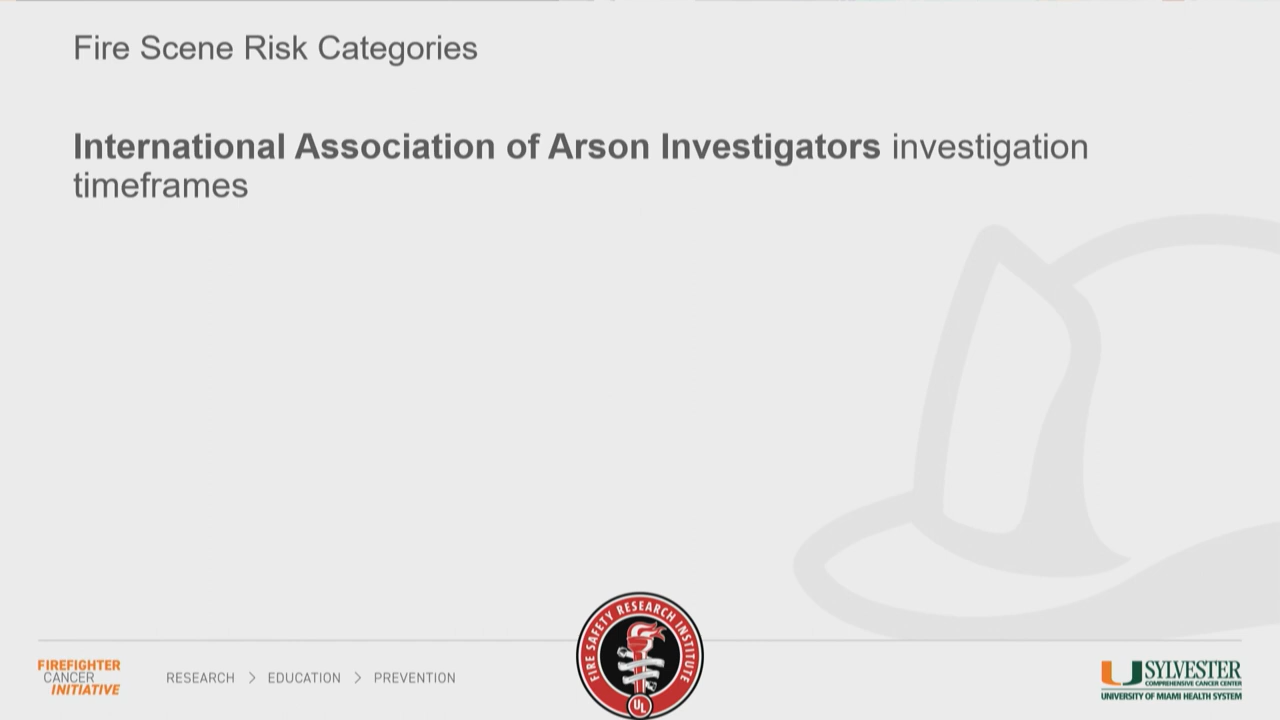 Fire Scene Risk Categories
International Association of Arson Investigators investigation
timeframes
FIRE SAFETY RESEARCH INSTITUTE
UL
FIREFIGHTER
CANCER
INITIATIVE
RESEARCH > EDUCATION > PREVENTION
SYLVESTER
COMPREHENSIVE CANCER CENTER
UNIVERSITY OF MIAMI HEALTH SYSTEM